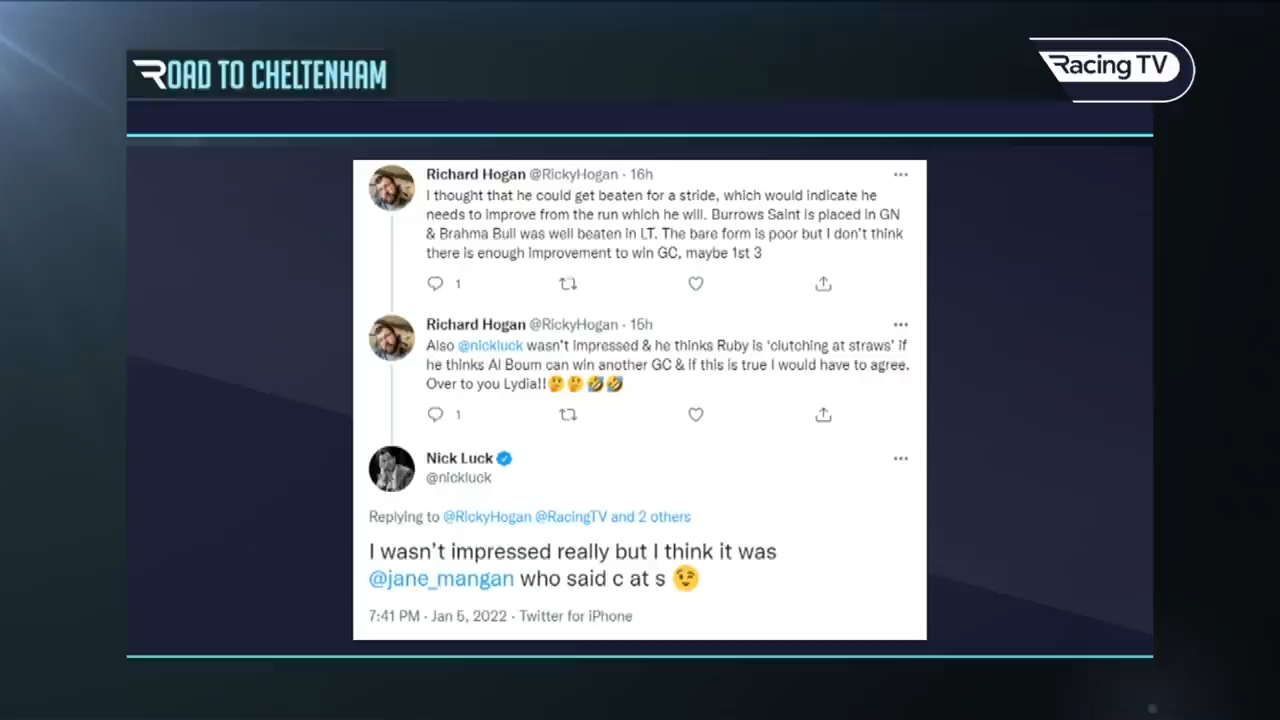 ROAD TO CHELTENHAM
Racing TV
Richard Hogan @RickyHogan · 16h
I thought that he could get beaten for a stride, which would indicate he
needs to improve from the run which he will. Burrows Saint is placed in GN
& Brahma Bull was well beaten in LT. The bare form is poor but I don't think
there is enough improvement to win GC, maybe 1st 3
1
Richard Hogan @RickyHogan · 15h
Also @nickluck wasn't impressed & he thinks Ruby is 'clutching at straws' if
he thinks Al Boum can win another GC & if this is true I would have to agree.
Over to you Lydia!!🤔🤔🤣🤣
1
Nick Luck
@nickluck
Replying to @RickyHogan @RacingTV and 2 others
I wasn't impressed really but I think it was
@jane_mangan who said c at s 😉
7:41 PM · Jan 5, 2022 · Twitter for iPhone